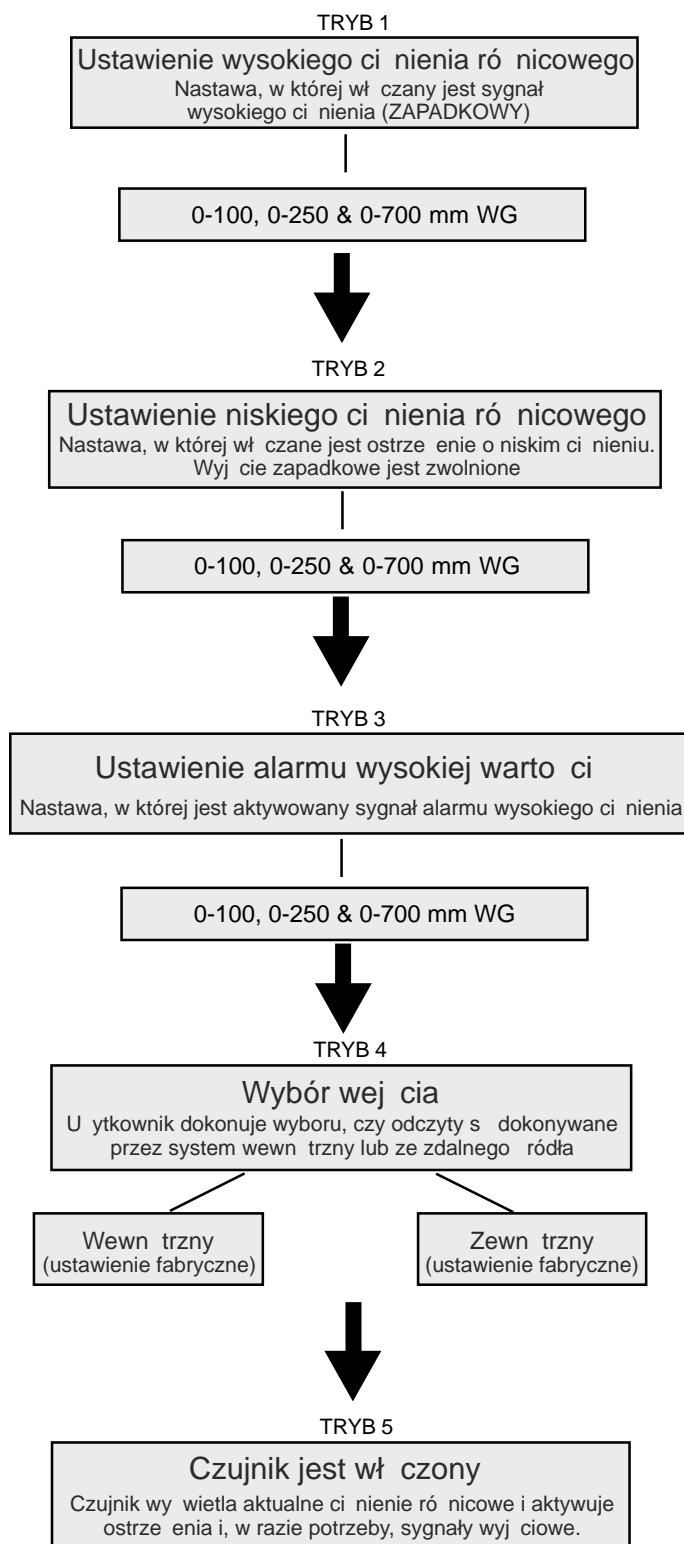 TRYB 1
Ustawienie wysokiego ci nienia ró nicowego
Nastawa, w której wł czany jest sygnał
wysokiego ci nienia (ZAPADKOWY)
0-100, 0-250 & 0-700 mm WG
TRYB 2
Ustawienie niskiego ci nienia ró nicowego
Nastawa, w której wł czane jest ostrze enie o niskim ci nieniu.
Wyj cie zapadkowe jest zwolnione
0-100, 0-250 & 0-700 mm WG
TRYB 3
Ustawienie alarmu wysokiej warto ci
Nastawa, w której jest aktywowany sygnał alarmu wysokiego ci nienia
0-100, 0-250 & 0-700 mm WG
TRYB 4
Wybór wej cia
U ytkownik dokonuje wyboru, czy odczyty s dokonywane
przez system wewn trzny lub ze zdalnego ródła
Wewn trzny
(ustawienie fabryczne)
Zewn trzny
(ustawienie fabryczne)
TRYB 5
Czujnik jest wł czony
Czujnik wy wietla aktualne ci nienie ró nicowe i aktywuje
ostrze enia i, w razie potrzeby, sygnały wyj ciowe.